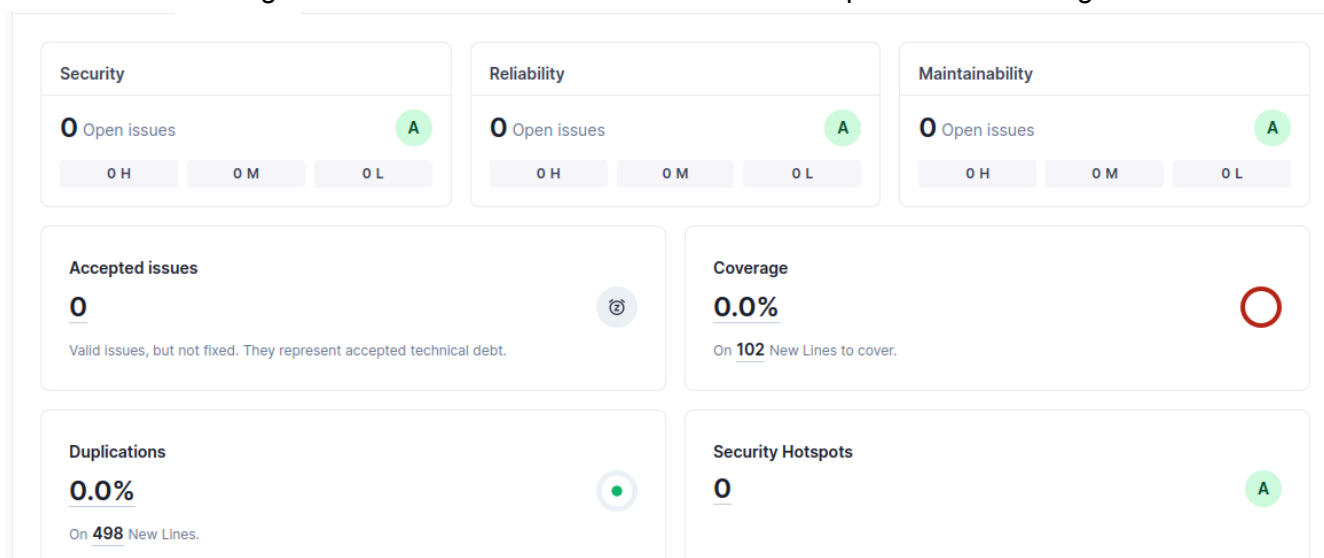 Security
0 Open issues A
0 H 0 M 0 L
Reliability
0 Open issues A
0 H 0 M 0 L
Maintainability
0 Open issues A
0 H 0 M 0 L
Accepted issues
0
Valid issues, but not fixed. They represent accepted technical debt.
Coverage
0.0%
On 102 New Lines to cover.
Duplications
0.0%
On 498 New Lines.
Security Hotspots
0 A